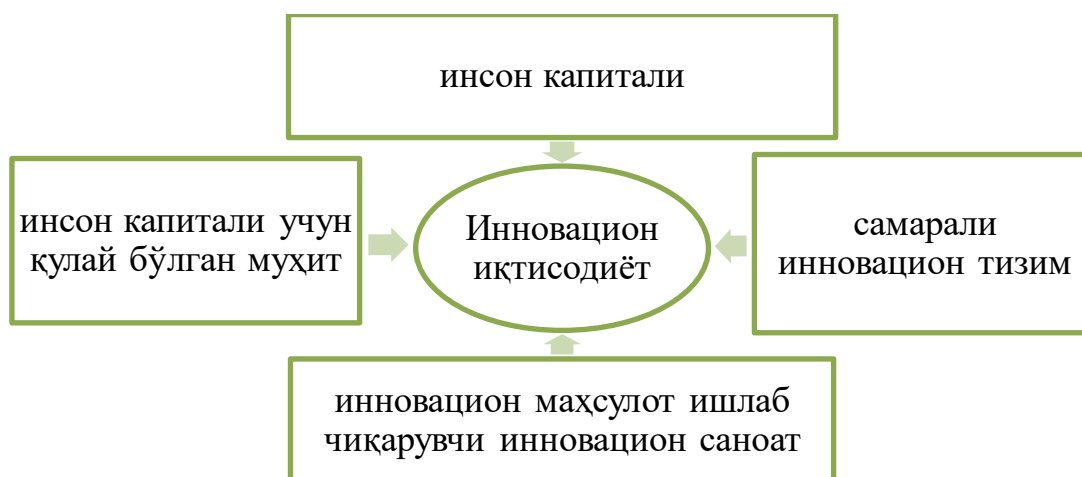 инсон капитали
инсон капитали учун
қулай бўлган муҳит
Инновацион
иқтисодиёт
самарали
инновацион тизим
инновацион маҳсулот ишлаб
чиқарувчи инновацион саноат